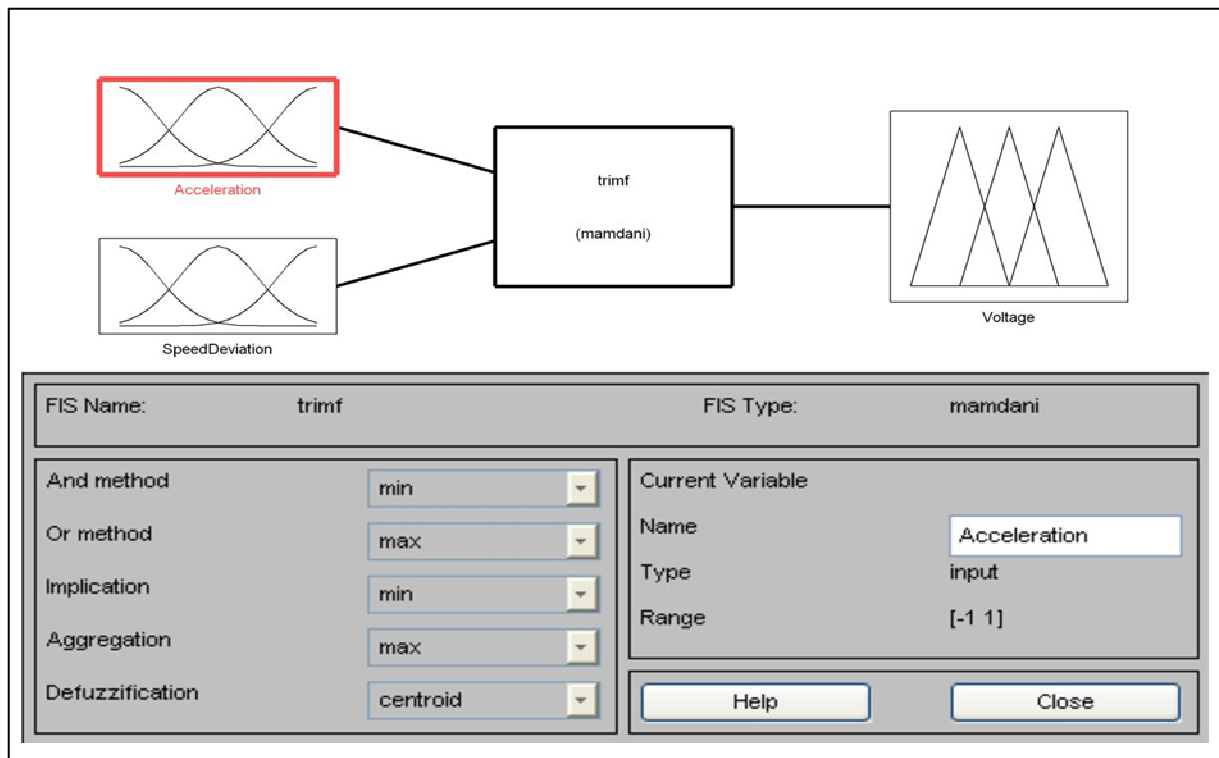 trimf
Acceleration
(mamdani)
Voltage
SpeedDeviation
FIS Name: trimf FIS Type: mamdani
And method min
Or method max
Implication min
Aggregation max
Defuzzification centroid
Current Variable
Name Acceleration
Type input
Range [-1 1]
Help Close